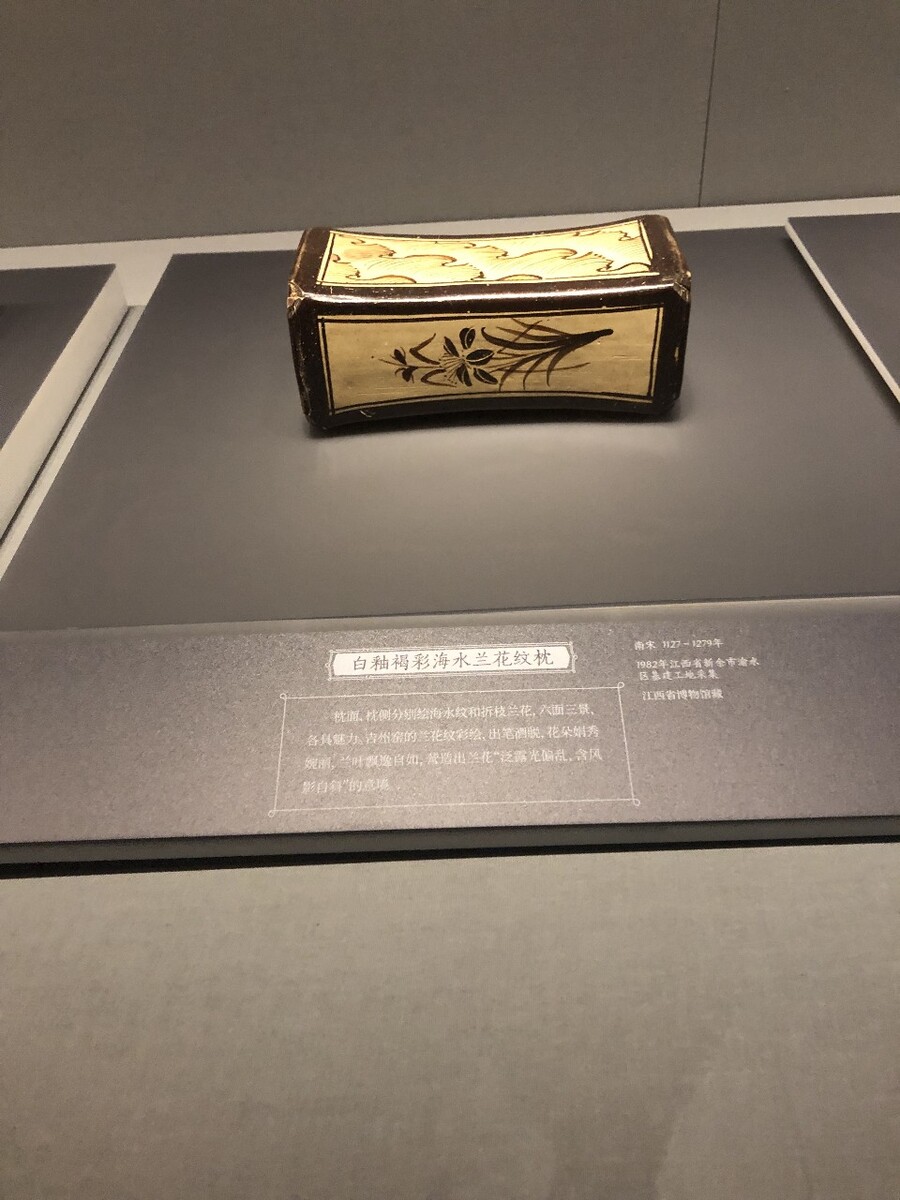 白釉褐彩海水兰花纹枕
枕面、枕侧分别绘海水纹和折枝兰花，六面三景，
各具魅力。吉州窑的兰花纹彩绘，出笔洒脱，花朵娟秀
婉丽，兰叶飘逸自如，营造出兰花“泛露光偏乱，含风
影自斜”的意境。
南宋 1127－1279年
1982年江西省新余市渝水
区基建工地采集
江西省博物馆藏